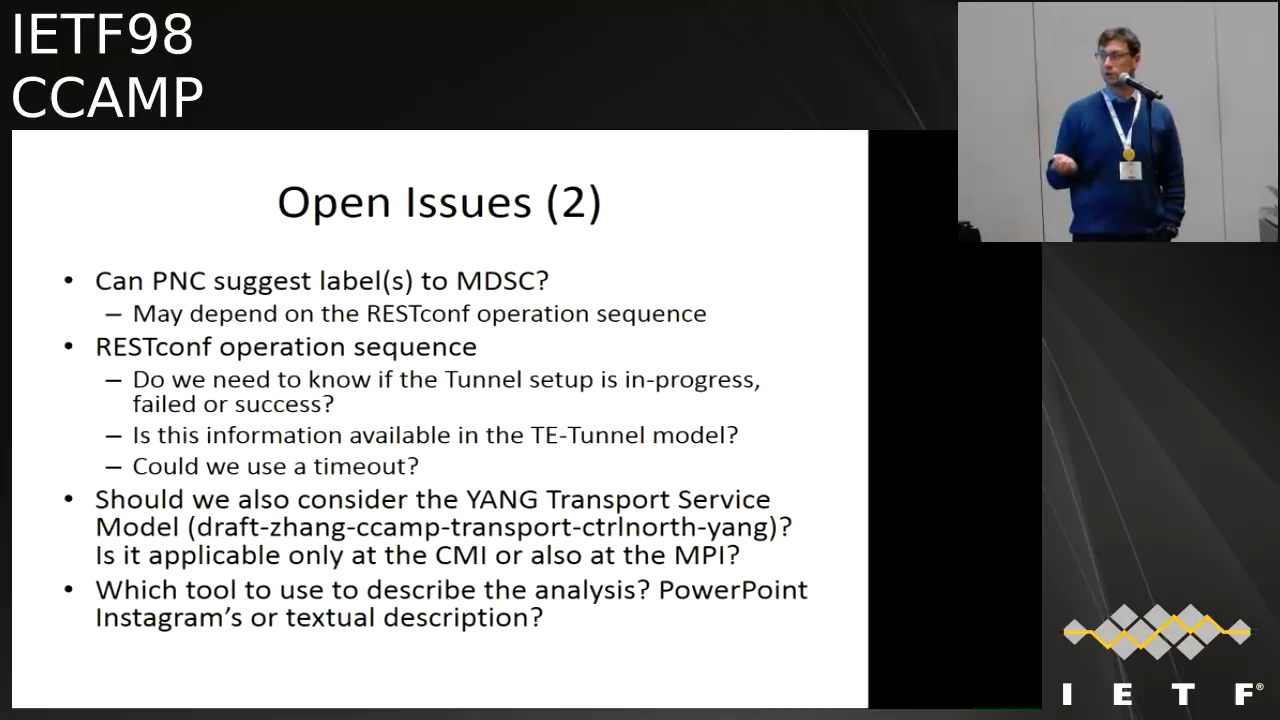 IETF98
CCAMP
Open Issues (2)
• Can PNC suggest label(s) to MDSC?
– May depend on the RESTconf operation sequence
• RESTconf operation sequence
– Do we need to know if the Tunnel setup is in-progress,
failed or success?
– Is this information available in the TE-Tunnel model?
– Could we use a timeout?
• Should we also consider the YANG Transport Service
Model (draft-zhang-ccamp-transport-ctrlnorth-yang)?
Is it applicable only at the CMI or also at the MPI?
• Which tool to use to describe the analysis? PowerPoint
Instagram’s or textual description?
I E T F®